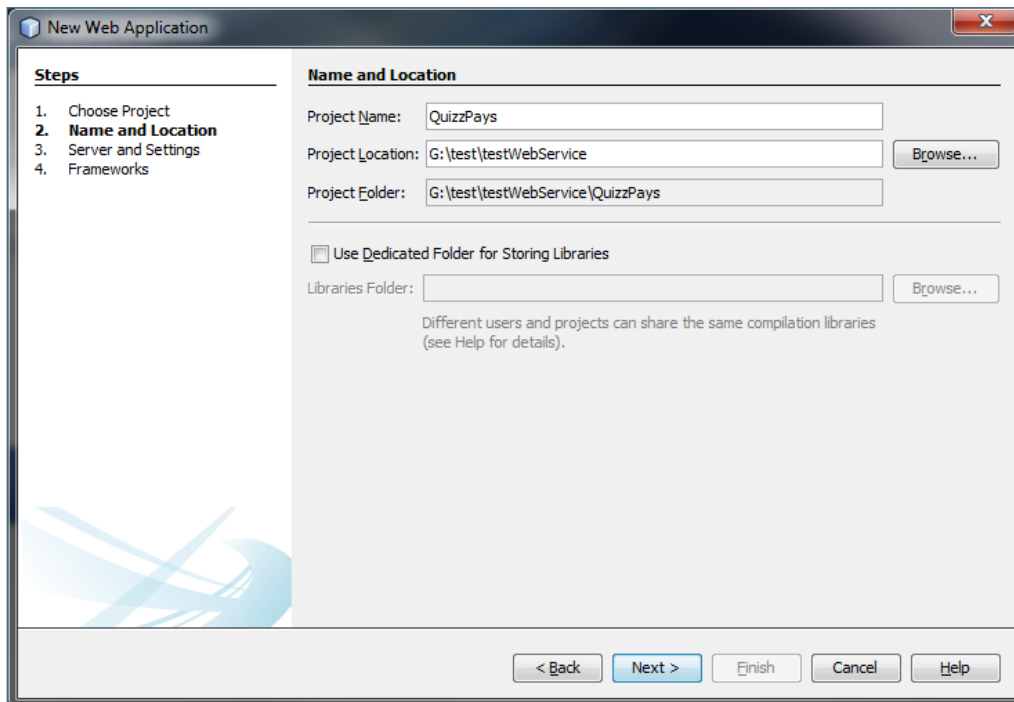 New Web Application
Steps
1. Choose Project
2. Name and Location
3. Server and Settings
4. Frameworks
Name and Location
Project Name: QuizzPays
Project Location: G:\test\testWebService Browse...
Project Folder: G:\test\testWebService\QuizzPays
Use Dedicated Folder for Storing Libraries
Libraries Folder: Browse...
Different users and projects can share the same compilation libraries
(see Help for details).
< Back Next > Finish Cancel Help